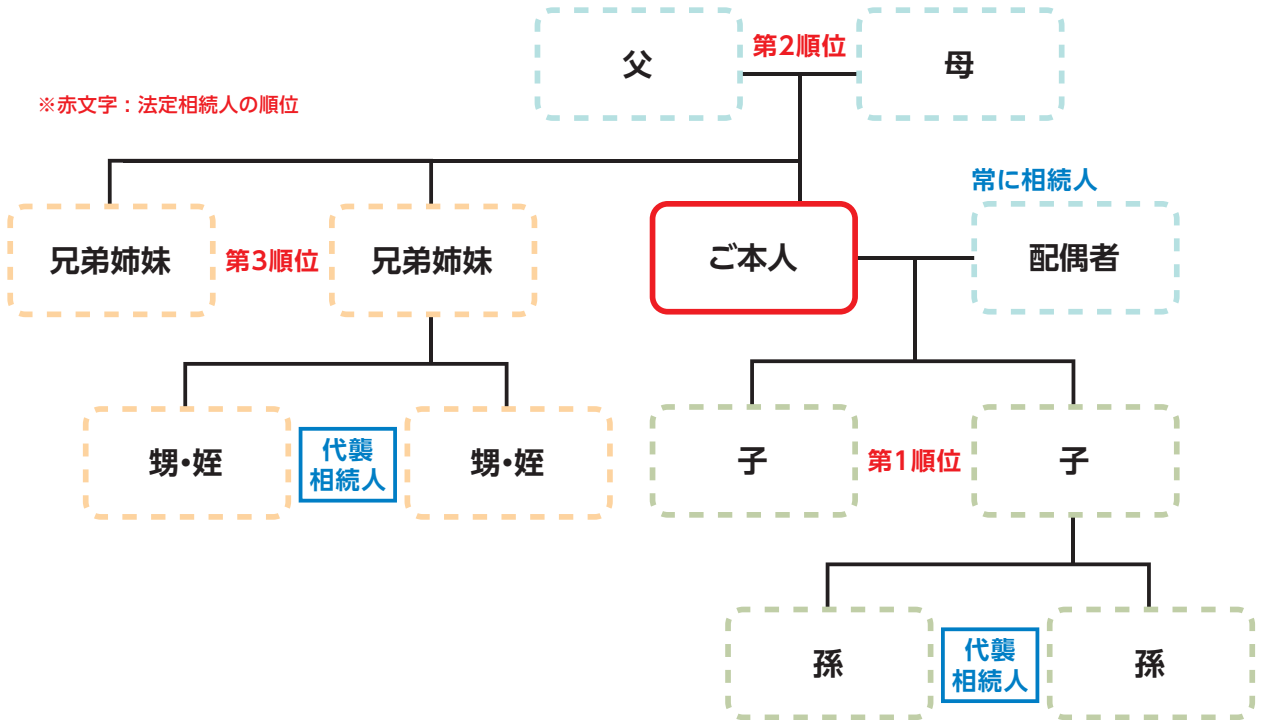 父
第2順位
母
※赤文字：法定相続人の順位
常に相続人
兄弟姉妹
第3順位
兄弟姉妹
ご本人
配偶者
甥・姪
代襲
相続人
甥・姪
子
第1順位
子
孫
代襲
相続人
孫